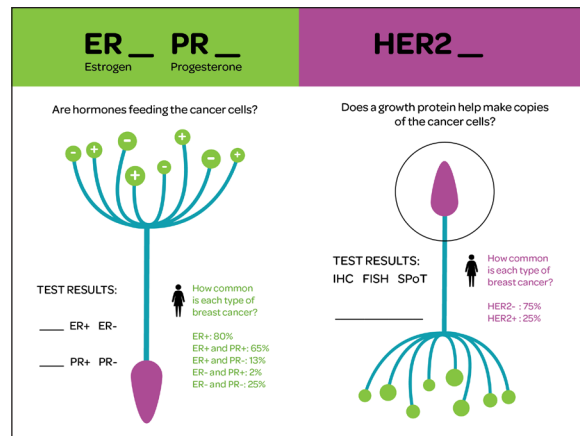 ER __ PR __
Estrogen Progesterone
Are hormones feeding the cancer cells?
- + - + - + - +
TEST RESULTS:
____ ER+ ER-
____ PR+ PR-
How common
is each type of
breast cancer?
ER+: 80%
ER+ and PR+: 65%
ER+ and PR-: 13%
ER- and PR+: 2%
ER- and PR-: 25%
HER2 __
Does a growth protein help make copies
of the cancer cells?
TEST RESULTS:
IHC FISH SPoT
How common
is each type of
breast cancer?
HER2- : 75%
HER2+ : 25%